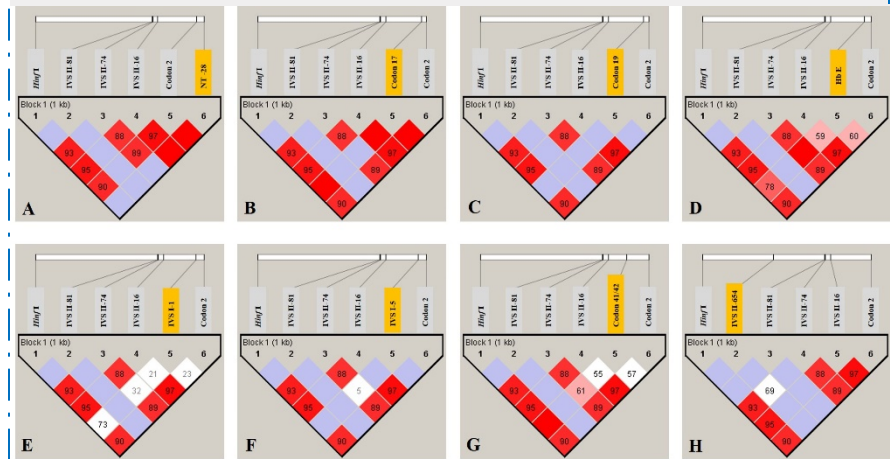 Hinf I IVS II-81 IVS II-74 IVS II-16 Codon 2 NT -28
Block 1 (1 kb)
1 2 3 4 5 6
88 97
93 89
95
90
A
Hinf I IVS II-81 IVS II-74 IVS II-16 Codon 17 Codon 2
Block 1 (1 kb)
1 2 3 4 5 6
88
93 97
95
89
90
B
Hinf I IVS II-81 IVS II-74 IVS II-16 Codon 19 Codon 2
Block 1 (1 kb)
1 2 3 4 5 6
88
93 97
95 89
90
C
Hinf I IVS II-81 IVS II-74 IVS II-16 Hb E Codon 2
Block 1 (1 kb)
1 2 3 4 5 6
88 59 60
93 97
95 89
78
90
D
Hinf I IVS II-81 IVS II-74 IVS II-16 IVS I-1 Codon 2
Block 1 (1 kb)
1 2 3 4 5 6
88 21 23
93 32 97
95 89
73
90
E
Hinf I IVS II-81 IVS II-74 IVS II-16 IVS I-5 Codon 2
Block 1 (1 kb)
1 2 3 4 5 6
88
93 5 97
95 89
90
F
Hinf I IVS II-81 IVS II-74 IVS II-16 Codon 41/42 Codon 2
Block 1 (1 kb)
1 2 3 4 5 6
88 55 57
93 61 97
95 89
90
G
Hinf I IVS II-654 IVS II-81 IVS II-74 IVS II-16 Codon 2
Block 1 (1 kb)
1 2 3 4 5 6
88 97
69 89
93
95
90
H